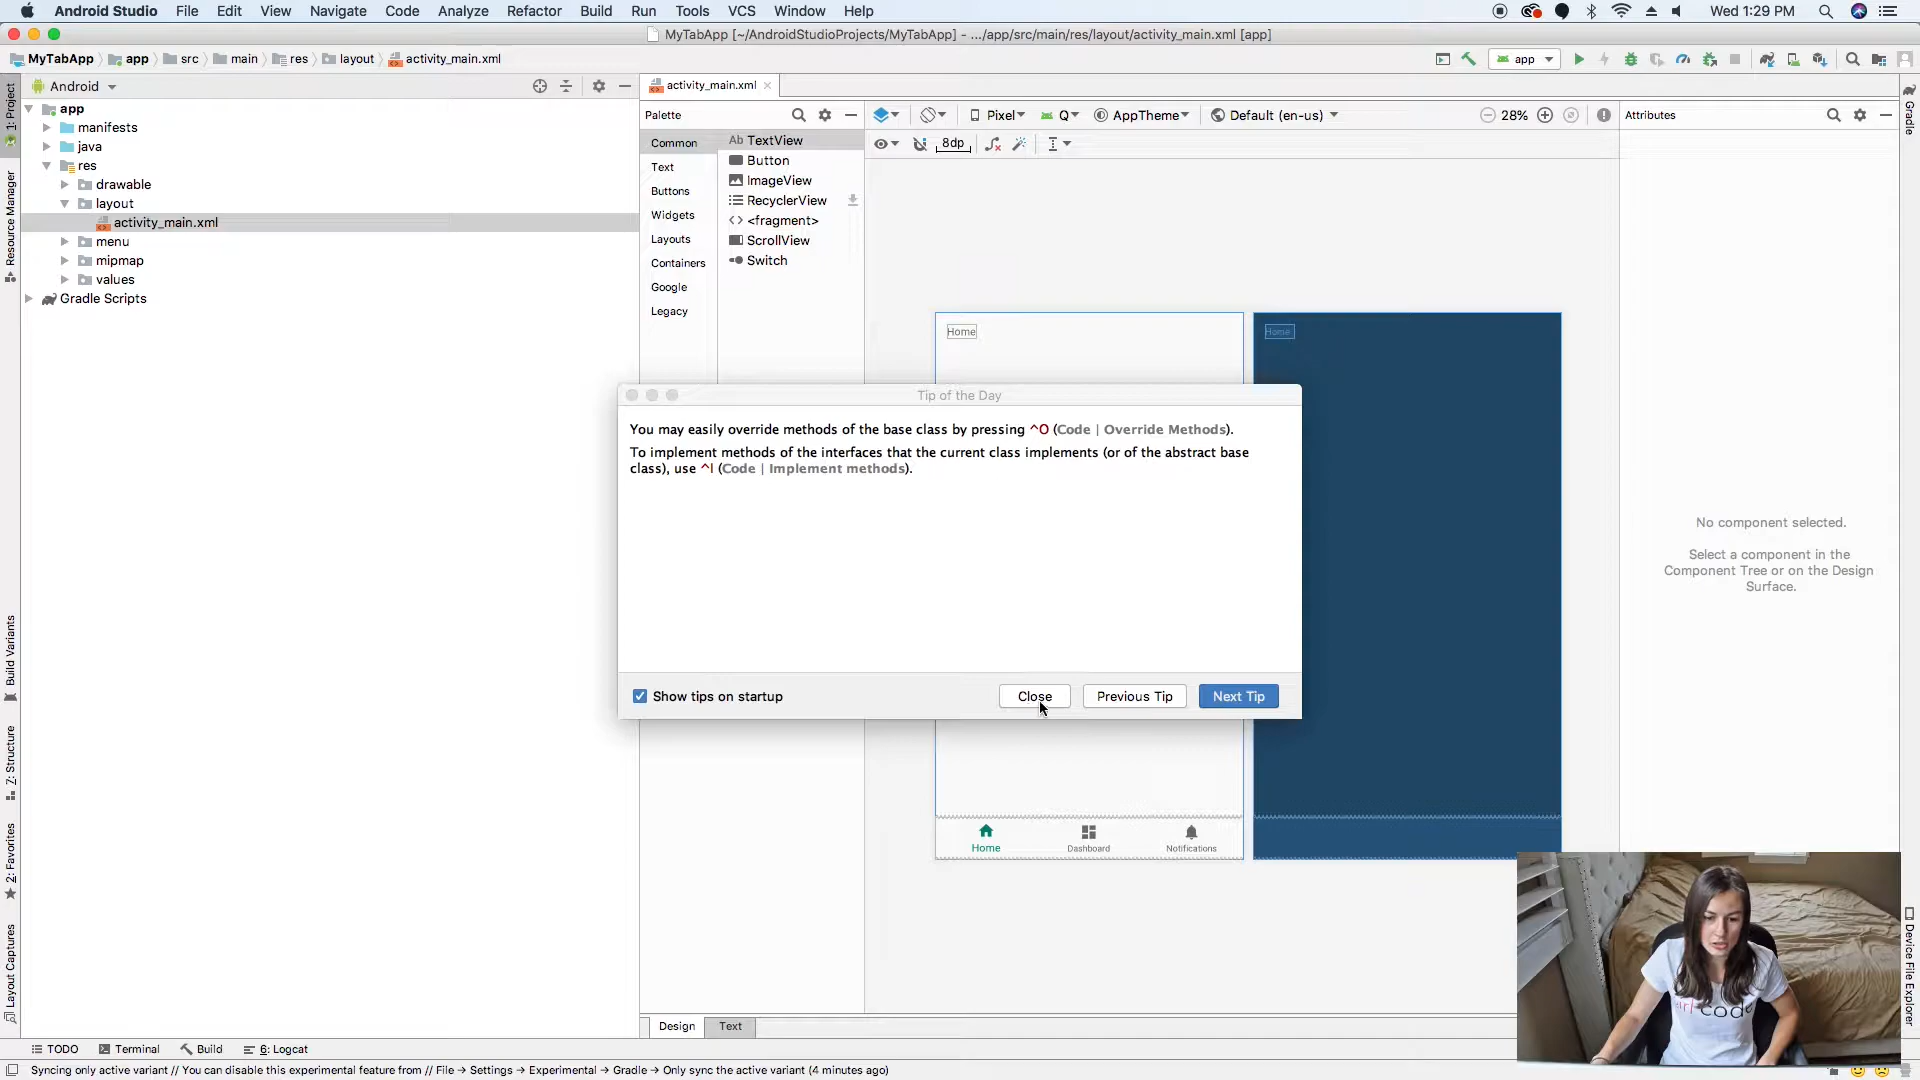 Android Studio File Edit View Navigate Code Analyze Refactor Build Run Tools VCS Window Help Wed 1:29 PM
MyTabApp [~/AndroidStudioProjects/MyTabApp] - .../app/src/main/res/layout/activity_main.xml [app]
MyTabApp app src main res layout activity_main.xml app
Android activity_main.xml
1: Project
Resource Manager
Build Variants
Z: Structure
2: Favorites
Layout Captures
app
manifests
java
res
drawable
layout
activity_main.xml
menu
mipmap
values
Gradle Scripts
Palette
Common
Text
Buttons
Widgets
Layouts
Containers
Google
Legacy
Ab TextView
Button
ImageView
RecyclerView
<fragment>
ScrollView
Switch
Pixel Q AppTheme Default (en-us) 28%
8dp
Home
Home
Tip of the Day
You may easily override methods of the base class by pressing ^O (Code | Override Methods).
To implement methods of the interfaces that the current class implements (or of the abstract base
class), use ^I (Code | Implement methods).
Show tips on startup Close Previous Tip Next Tip
Home Dashboard Notifications
Attributes
No component selected.
Select a component in the
Component Tree or on the Design
Surface.
Gradle
Device File Explorer
Design Text
TODO Terminal Build 6: Logcat
Syncing only active variant // You can disable this experimental feature from // File → Settings → Experimental → Gradle → Only sync the active variant (4 minutes ago)
code